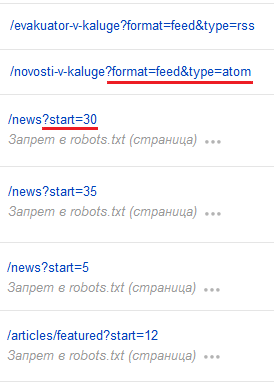 /evakuator-v-kaluge?format=feed&type=rss
/novosti-v-kaluge?format=feed&type=atom
/news?start=30
Запрет в robots.txt (страница) •••
/news?start=35
Запрет в robots.txt (страница) •••
/news?start=5
Запрет в robots.txt (страница) •••
/articles/featured?start=12
Запрет в robots.txt (страница) •••